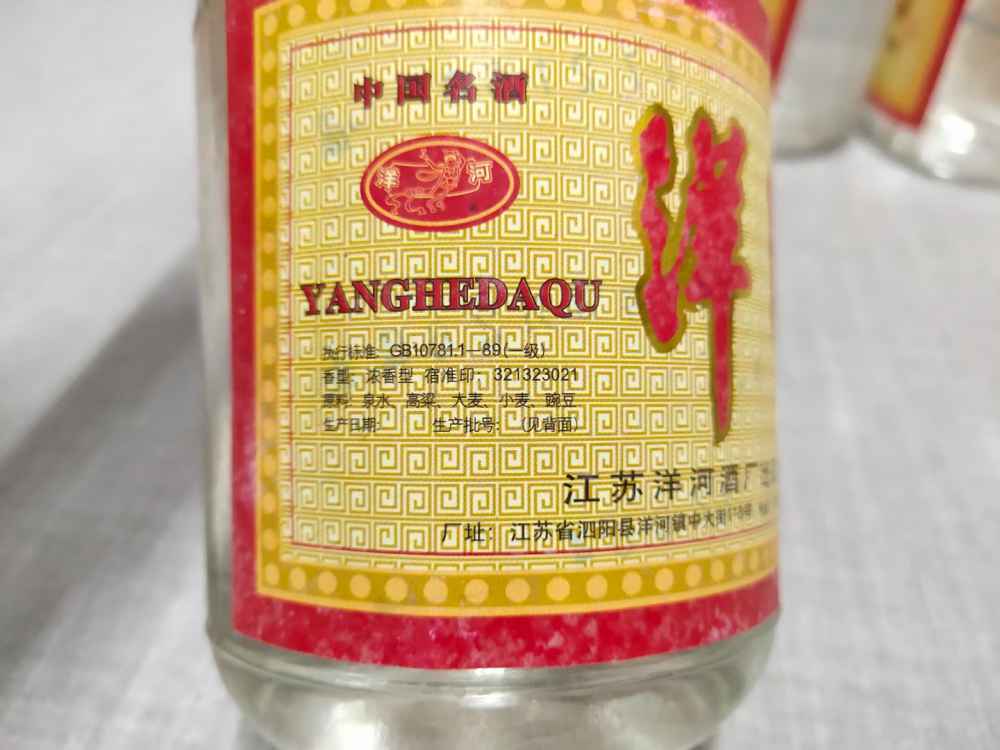 中国名酒
洋河
洋
YANGHEDAQU
执行标准: GB10781.1—89(一级)
香型: 浓香型 宿准印: 321323021
原料: 泉水、高粱、大麦、小麦、豌豆
生产日期: 生产批号: (见背面)
江苏洋河酒厂
厂址: 江苏省泗阳县洋河镇中大街